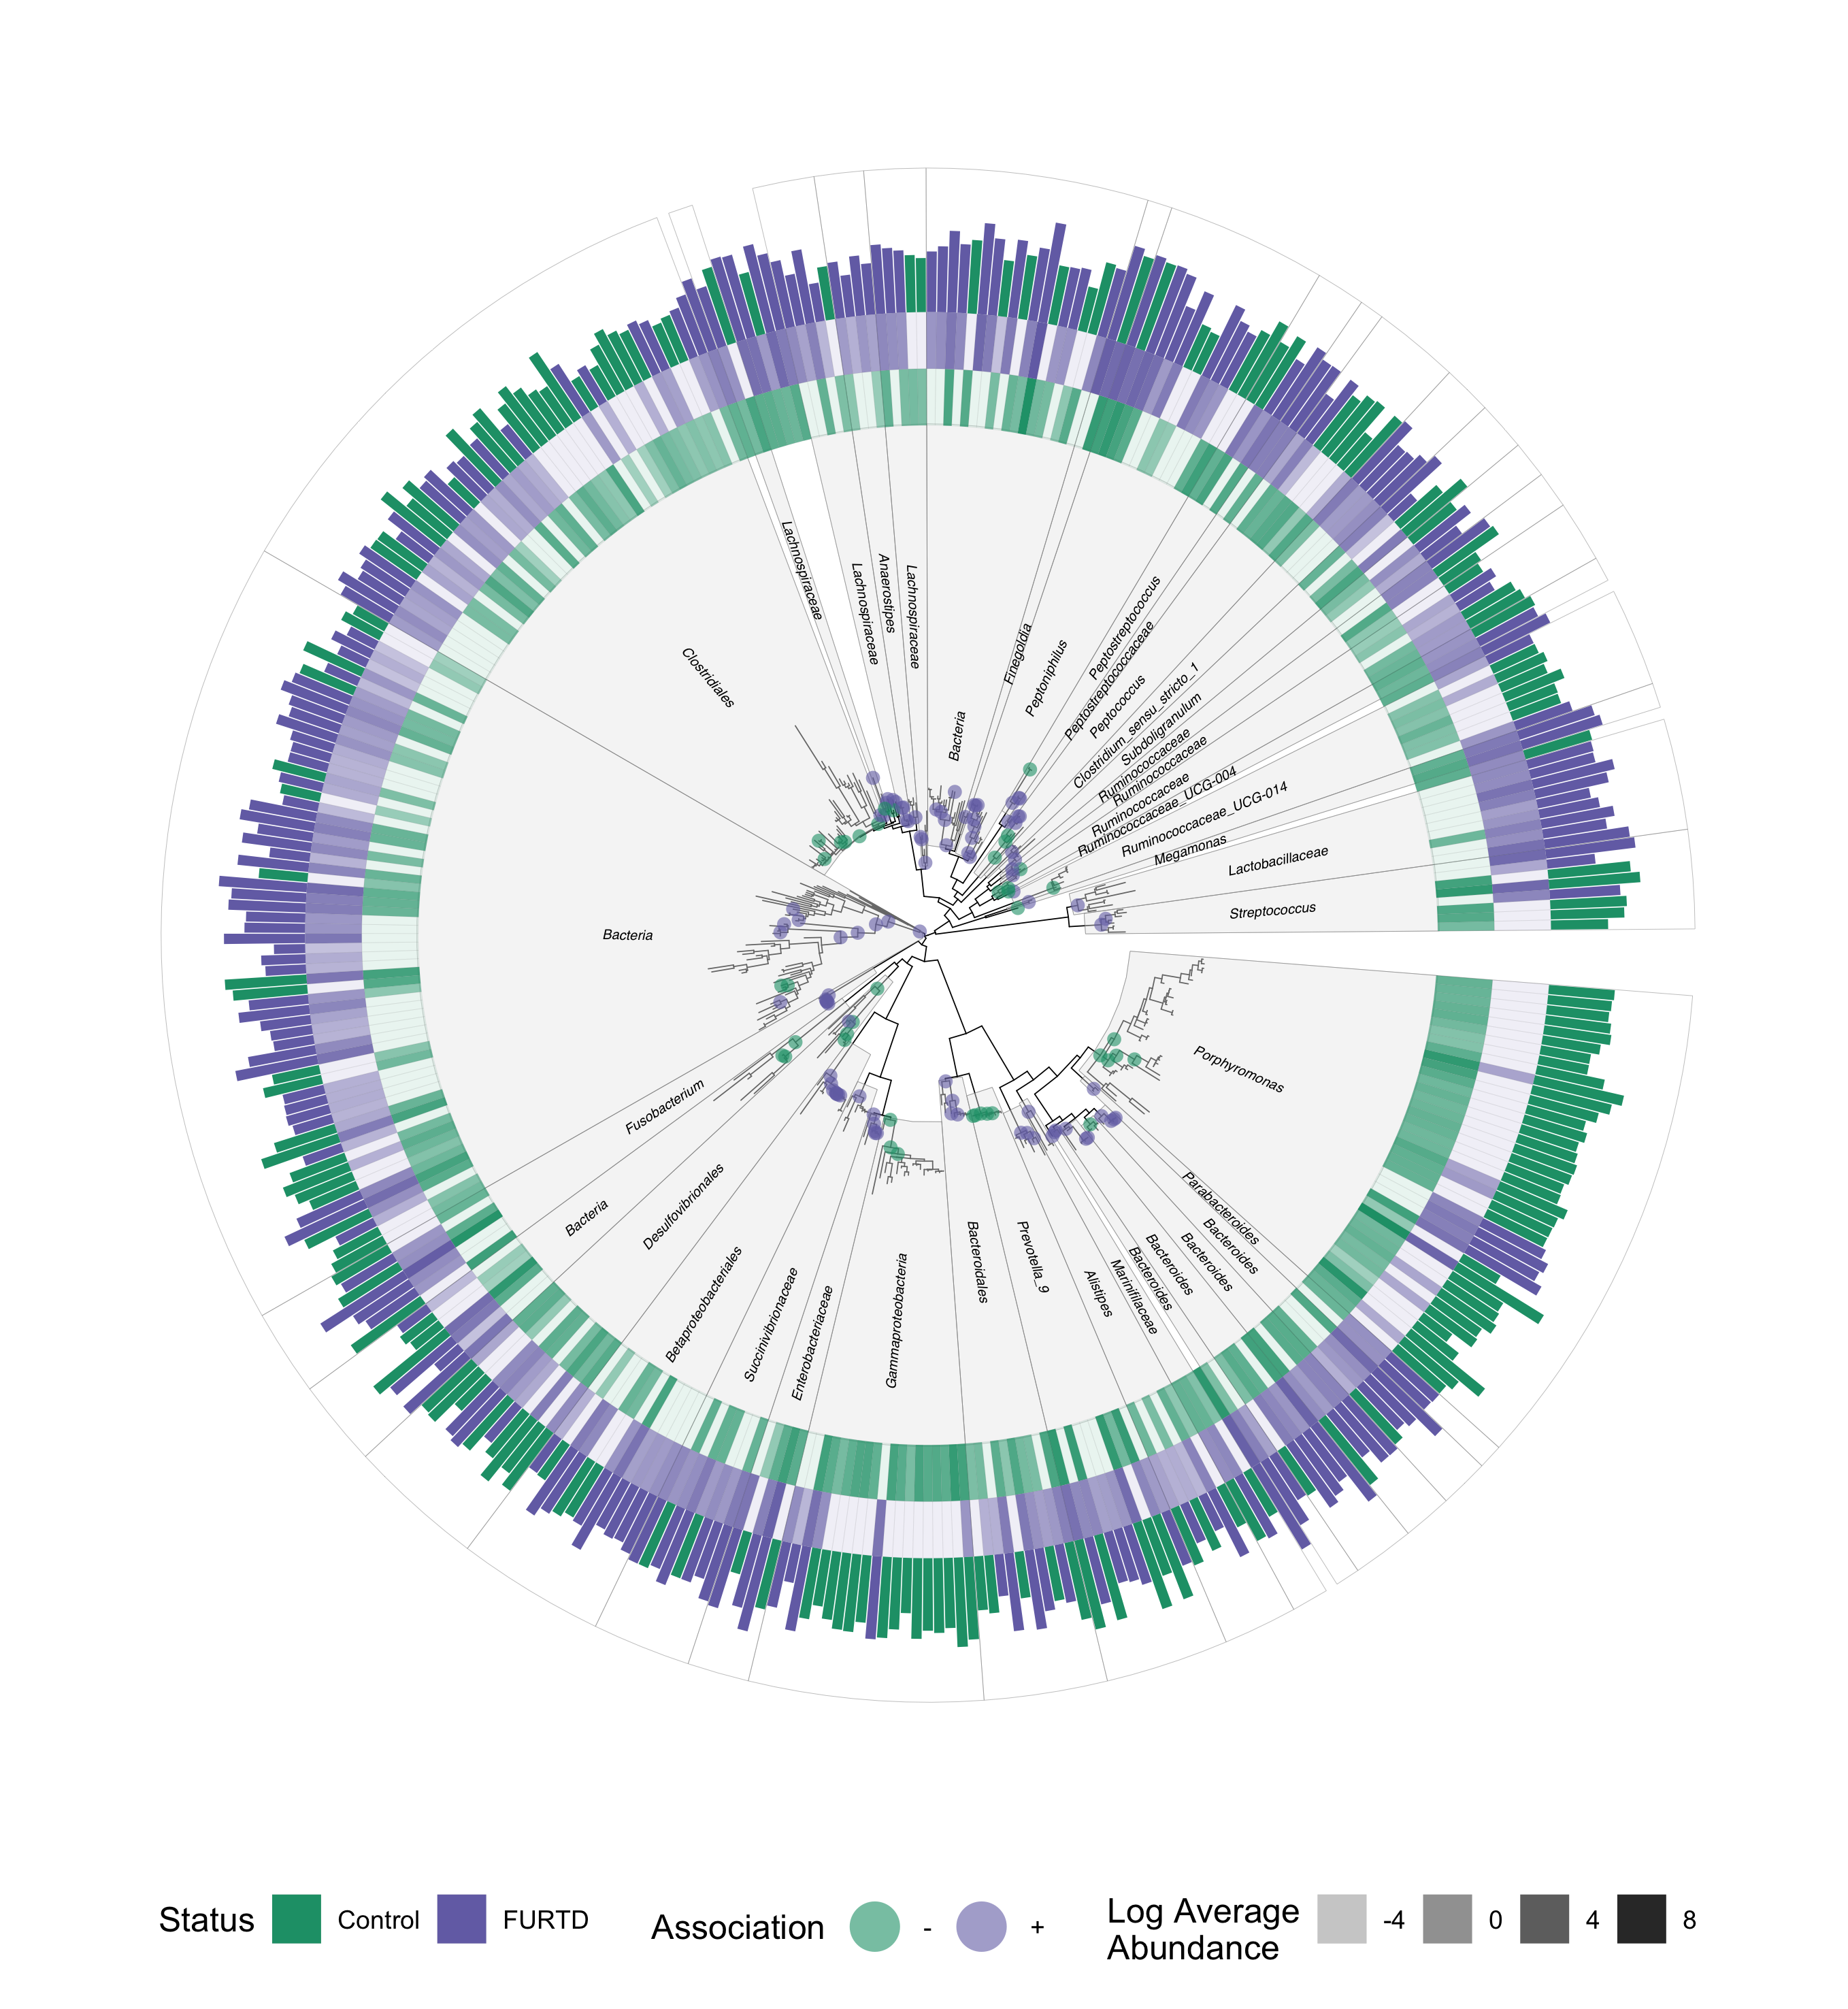 Lachnospiraceae
Lachnospiraceae
Anaerostipes
Lachnospiraceae
Clostridiales
Bacteria
Finegoldia
Peptoniphilus
Peptostreptococcus
Peptostreptococcaceae
Peptococcus
Clostridium_sensu_stricto_1
Subdoligranulum
Ruminococcaceae
Ruminococcaceae
Ruminococcaceae
Ruminococcaceae_UCG-004
Ruminococcaceae_UCG-014
Megamonas
Lactobacillaceae
Streptococcus
Bacteria
Porphyromonas
Fusobacterium
Bacteria
Desulfovibrionales
Betaproteobacteriales
Succinivibrionaceae
Enterobacteriaceae
Gammaproteobacteria
Bacteroidales
Prevotella_9
Alistipes
Marinifilaceae
Bacteroides
Bacteroides
Bacteroides
Bacteroides
Parabacteroides
Status Control FURTD
Association - +
Log Average
Abundance
-4 0 4 8